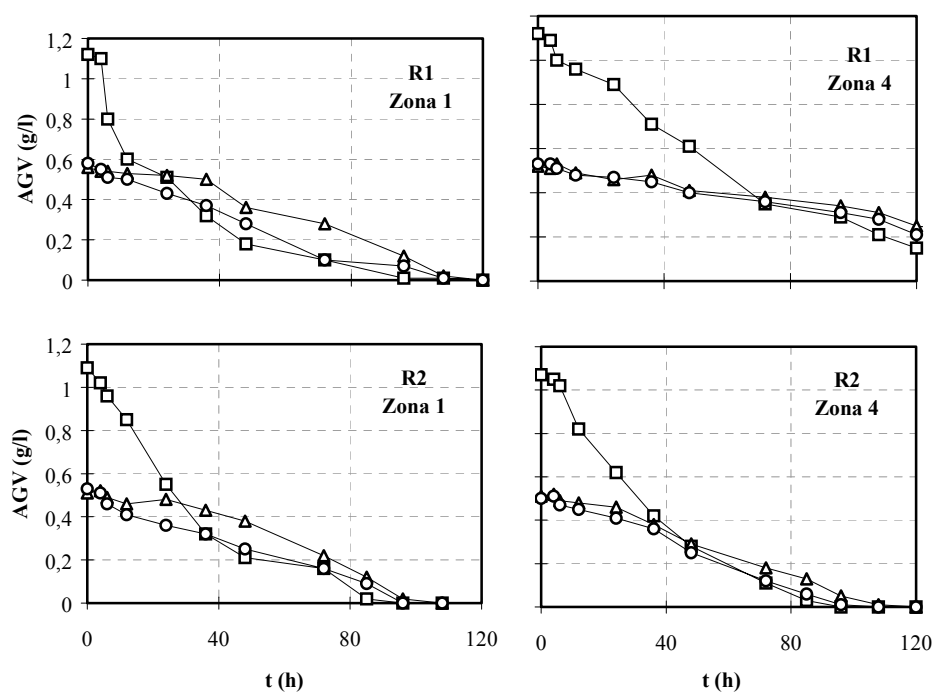 1,2
1
0,8
0,6
0,4
0,2
0
AGV (g/l)
R1
Zona 1
R1
Zona 4
1,2
1
0,8
0,6
0,4
0,2
0
AGV (g/l)
R2
Zona 1
R2
Zona 4
0 40 80 120
t (h)
0 40 80 120
t (h)